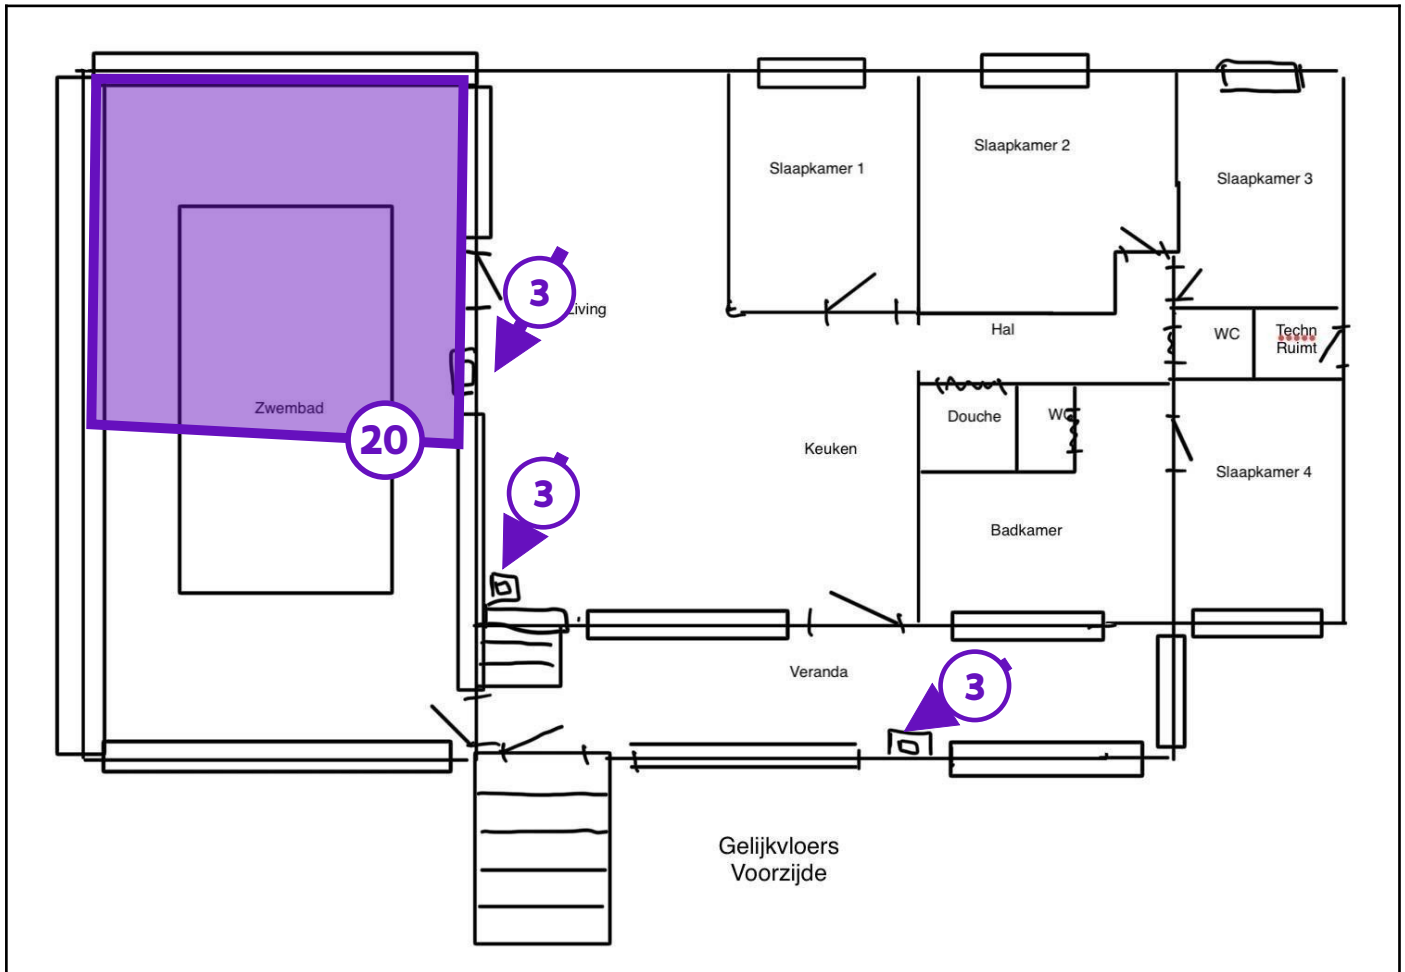 Slaapkamer 1
Slaapkamer 2
Slaapkamer 3
3
Living
Hal
WC
Techn
Ruimt
Zwembad
20
Douche
WC
Keuken
Slaapkamer 4
3
Badkamer
Veranda
3
Gelijkvloers
Voorzijde